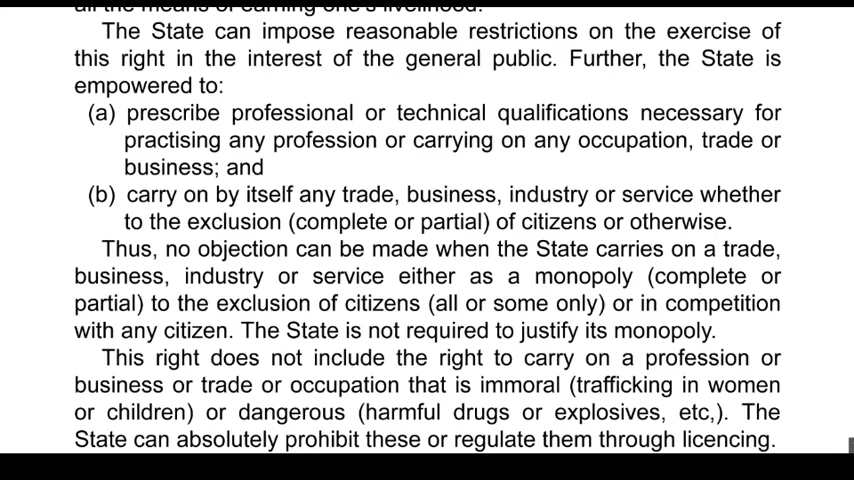 all the means of earning one's livelihood.
The State can impose reasonable restrictions on the exercise of
this right in the interest of the general public. Further, the State is
empowered to:
(a) prescribe professional or technical qualifications necessary for
practising any profession or carrying on any occupation, trade or
business; and
(b) carry on by itself any trade, business, industry or service whether
to the exclusion (complete or partial) of citizens or otherwise.
Thus, no objection can be made when the State carries on a trade,
business, industry or service either as a monopoly (complete or
partial) to the exclusion of citizens (all or some only) or in competition
with any citizen. The State is not required to justify its monopoly.
This right does not include the right to carry on a profession or
business or trade or occupation that is immoral (trafficking in women
or children) or dangerous (harmful drugs or explosives, etc,). The
State can absolutely prohibit these or regulate them through licencing.